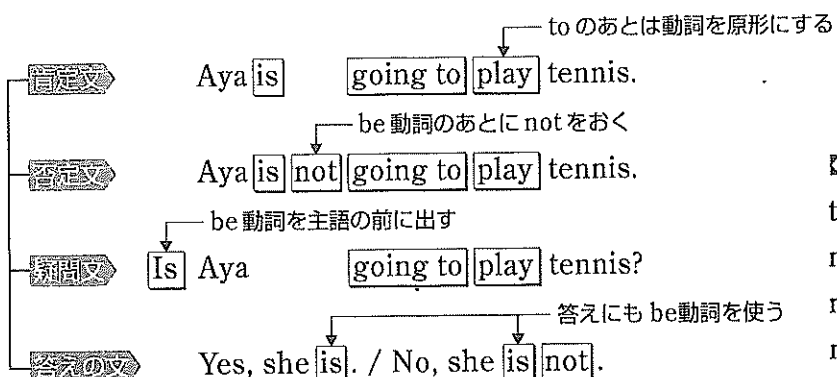 to のあとは動詞を原形にする
肯定文 Aya is going to play tennis.
be 動詞のあとに not をおく
否定文 Aya is not going to play tennis.
be 動詞を主語の前に出す
疑問文 Is Aya going to play tennis?
答えにも be動詞を使う
答えの文 Yes, she is. / No, she is not.